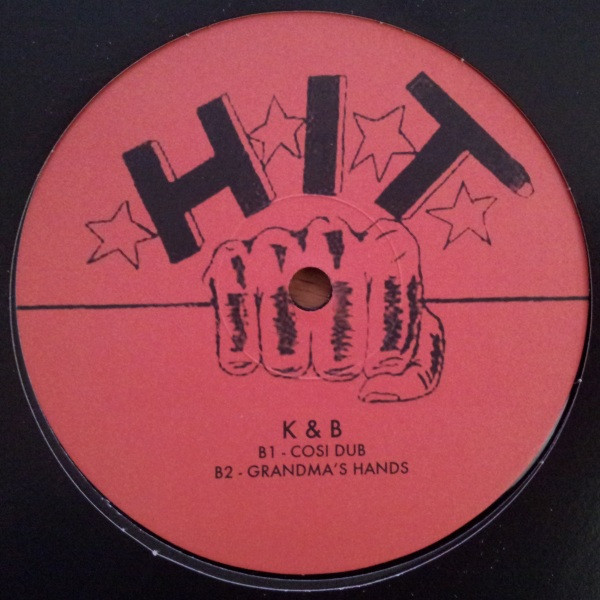 HIT
K & B
B1 - COSI DUB
B2 - GRANDMA'S HANDS